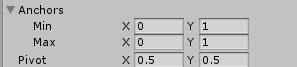 Anchors
Min X 0 Y 1
Max X 0 Y 1
Pivot X 0.5 Y 0.5